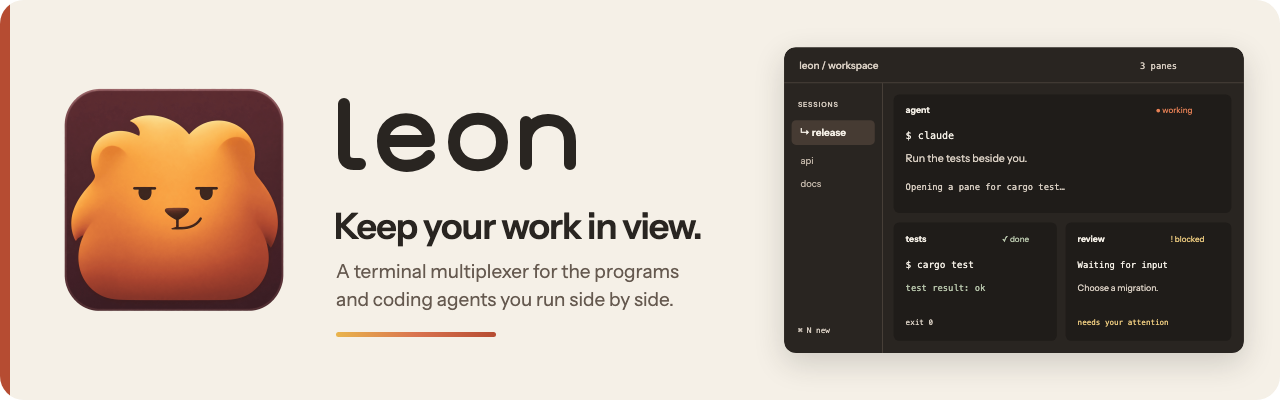 leon
Keep your work in view.
A terminal multiplexer for the programs
and coding agents you run side by side.
leon / workspace
3 panes
SESSIONS
↳ release
api
docs
⌘ N new
agent
● working
$ claude
Run the tests beside you.
Opening a pane for cargo test…
tests
✓ done
$ cargo test
test result: ok
exit 0
review
! blocked
Waiting for input
Choose a migration.
needs your attention